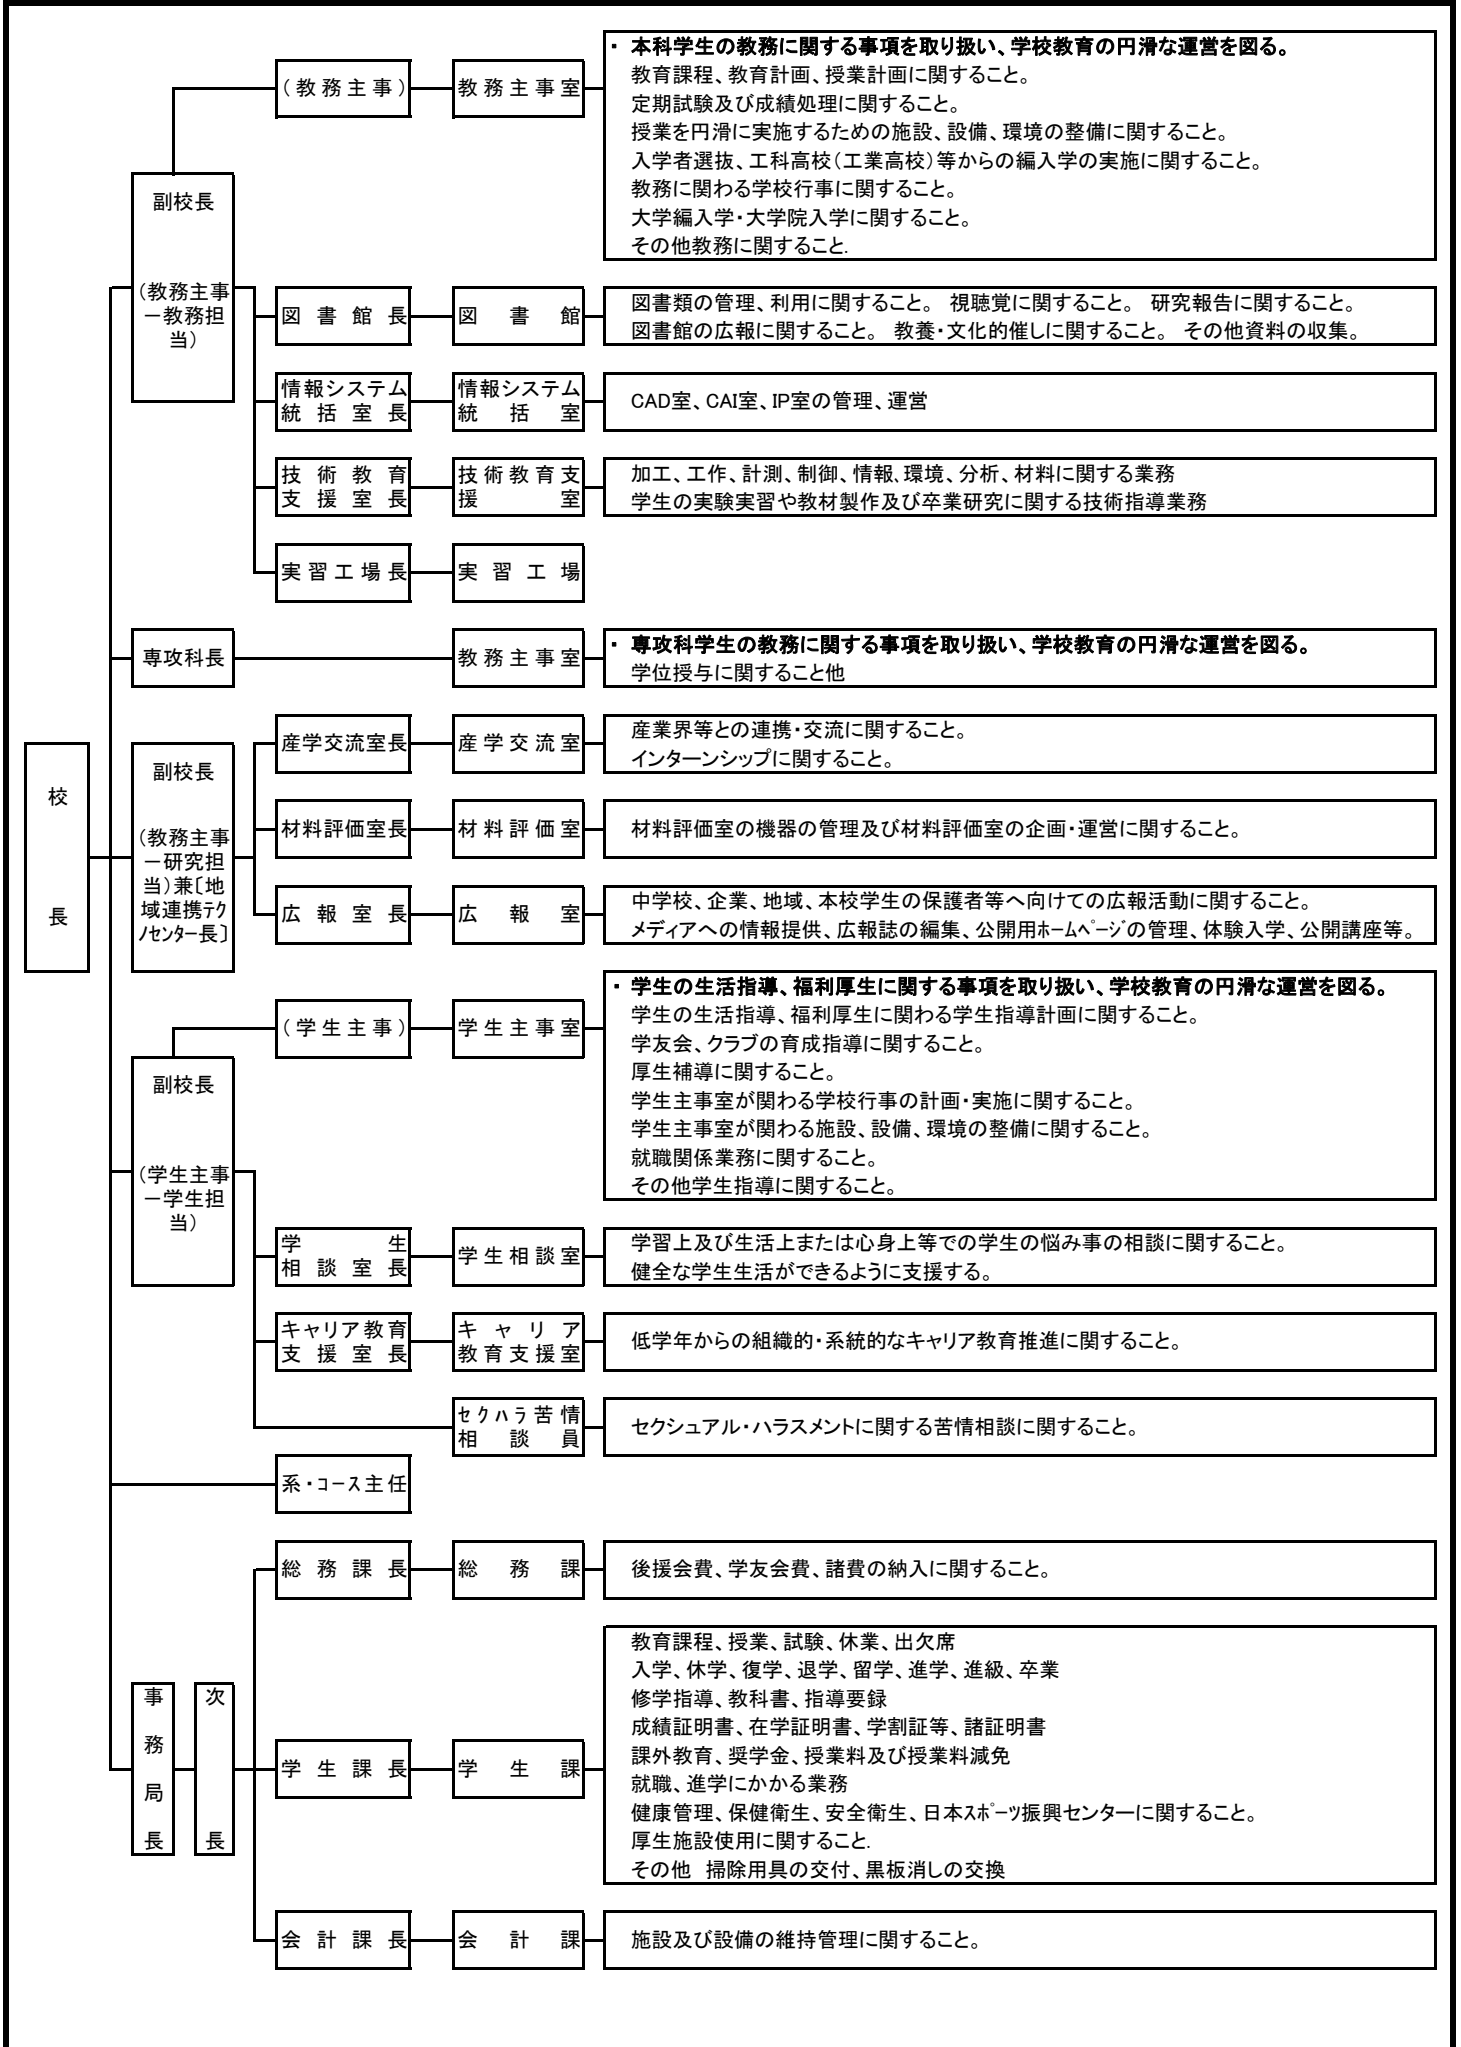 校長
副校長
(教務主事
－教務担
当)
(教務主事)
教務主事室
・ 本科学生の教務に関する事項を取り扱い、学校教育の円滑な運営を図る。
教育課程、教育計画、授業計画に関すること。
定期試験及び成績処理に関すること。
授業を円滑に実施するための施設、設備、環境の整備に関すること。
入学者選抜、工科高校(工業高校)等からの編入学の実施に関すること。
教務に関わる学校行事に関すること。
大学編入学・大学院入学に関すること。
その他教務に関すること.
図書館長
図書館
図書類の管理、利用に関すること。 視聴覚に関すること。 研究報告に関すること。
図書館の広報に関すること。 教養・文化的催しに関すること。 その他資料の収集。
情報システム
統括室長
情報システム
統括室
CAD室、CAI室、IP室の管理、運営
技術教育
支援室長
技術教育支
援室
加工、工作、計測、制御、情報、環境、分析、材料に関する業務
学生の実験実習や教材製作及び卒業研究に関する技術指導業務
実習工場長
実習工場
専攻科長
教務主事室
・ 専攻科学生の教務に関する事項を取り扱い、学校教育の円滑な運営を図る。
学位授与に関すること他
副校長
(教務主事
－研究担
当)兼〔地
域連携ﾃｸ
ﾉｾﾝﾀｰ長〕
産学交流室長
産学交流室
産業界等との連携・交流に関すること。
インターンシップに関すること。
材料評価室長
材料評価室
材料評価室の機器の管理及び材料評価室の企画・運営に関すること。
広報室長
広報室
中学校、企業、地域、本校学生の保護者等へ向けての広報活動に関すること。
メディアへの情報提供、広報誌の編集、公開用ﾎｰﾑﾍﾟｰｼﾞの管理、体験入学、公開講座等。
副校長
(学生主事
－学生担
当)
(学生主事)
学生主事室
・ 学生の生活指導、福利厚生に関する事項を取り扱い、学校教育の円滑な運営を図る。
学生の生活指導、福利厚生に関わる学生指導計画に関すること。
学友会、クラブの育成指導に関すること。
厚生補導に関すること。
学生主事室が関わる学校行事の計画・実施に関すること。
学生主事室が関わる施設、設備、環境の整備に関すること。
就職関係業務に関すること。
その他学生指導に関すること。
学生
相談室長
学生相談室
学習上及び生活上または心身上等での学生の悩み事の相談に関すること。
健全な学生生活ができるように支援する。
キャリア教育
支援室長
キャリア
教育支援室
低学年からの組織的・系統的なキャリア教育推進に関すること。
ｾｸﾊﾗ苦情
相談員
セクシュアル・ハラスメントに関する苦情相談に関すること。
系・ｺｰｽ主任
事務局長
次長
総務課長
総務課
後援会費、学友会費、諸費の納入に関すること。
学生課長
学生課
教育課程、授業、試験、休業、出欠席
入学、休学、復学、退学、留学、進学、進級、卒業
修学指導、教科書、指導要録
成績証明書、在学証明書、学割証等、諸証明書
課外教育、奨学金、授業料及び授業料減免
就職、進学にかかる業務
健康管理、保健衛生、安全衛生、日本ｽﾎﾟｰﾂ振興センターに関すること。
厚生施設使用に関すること.
その他 掃除用具の交付、黒板消しの交換
会計課長
会計課
施設及び設備の維持管理に関すること。